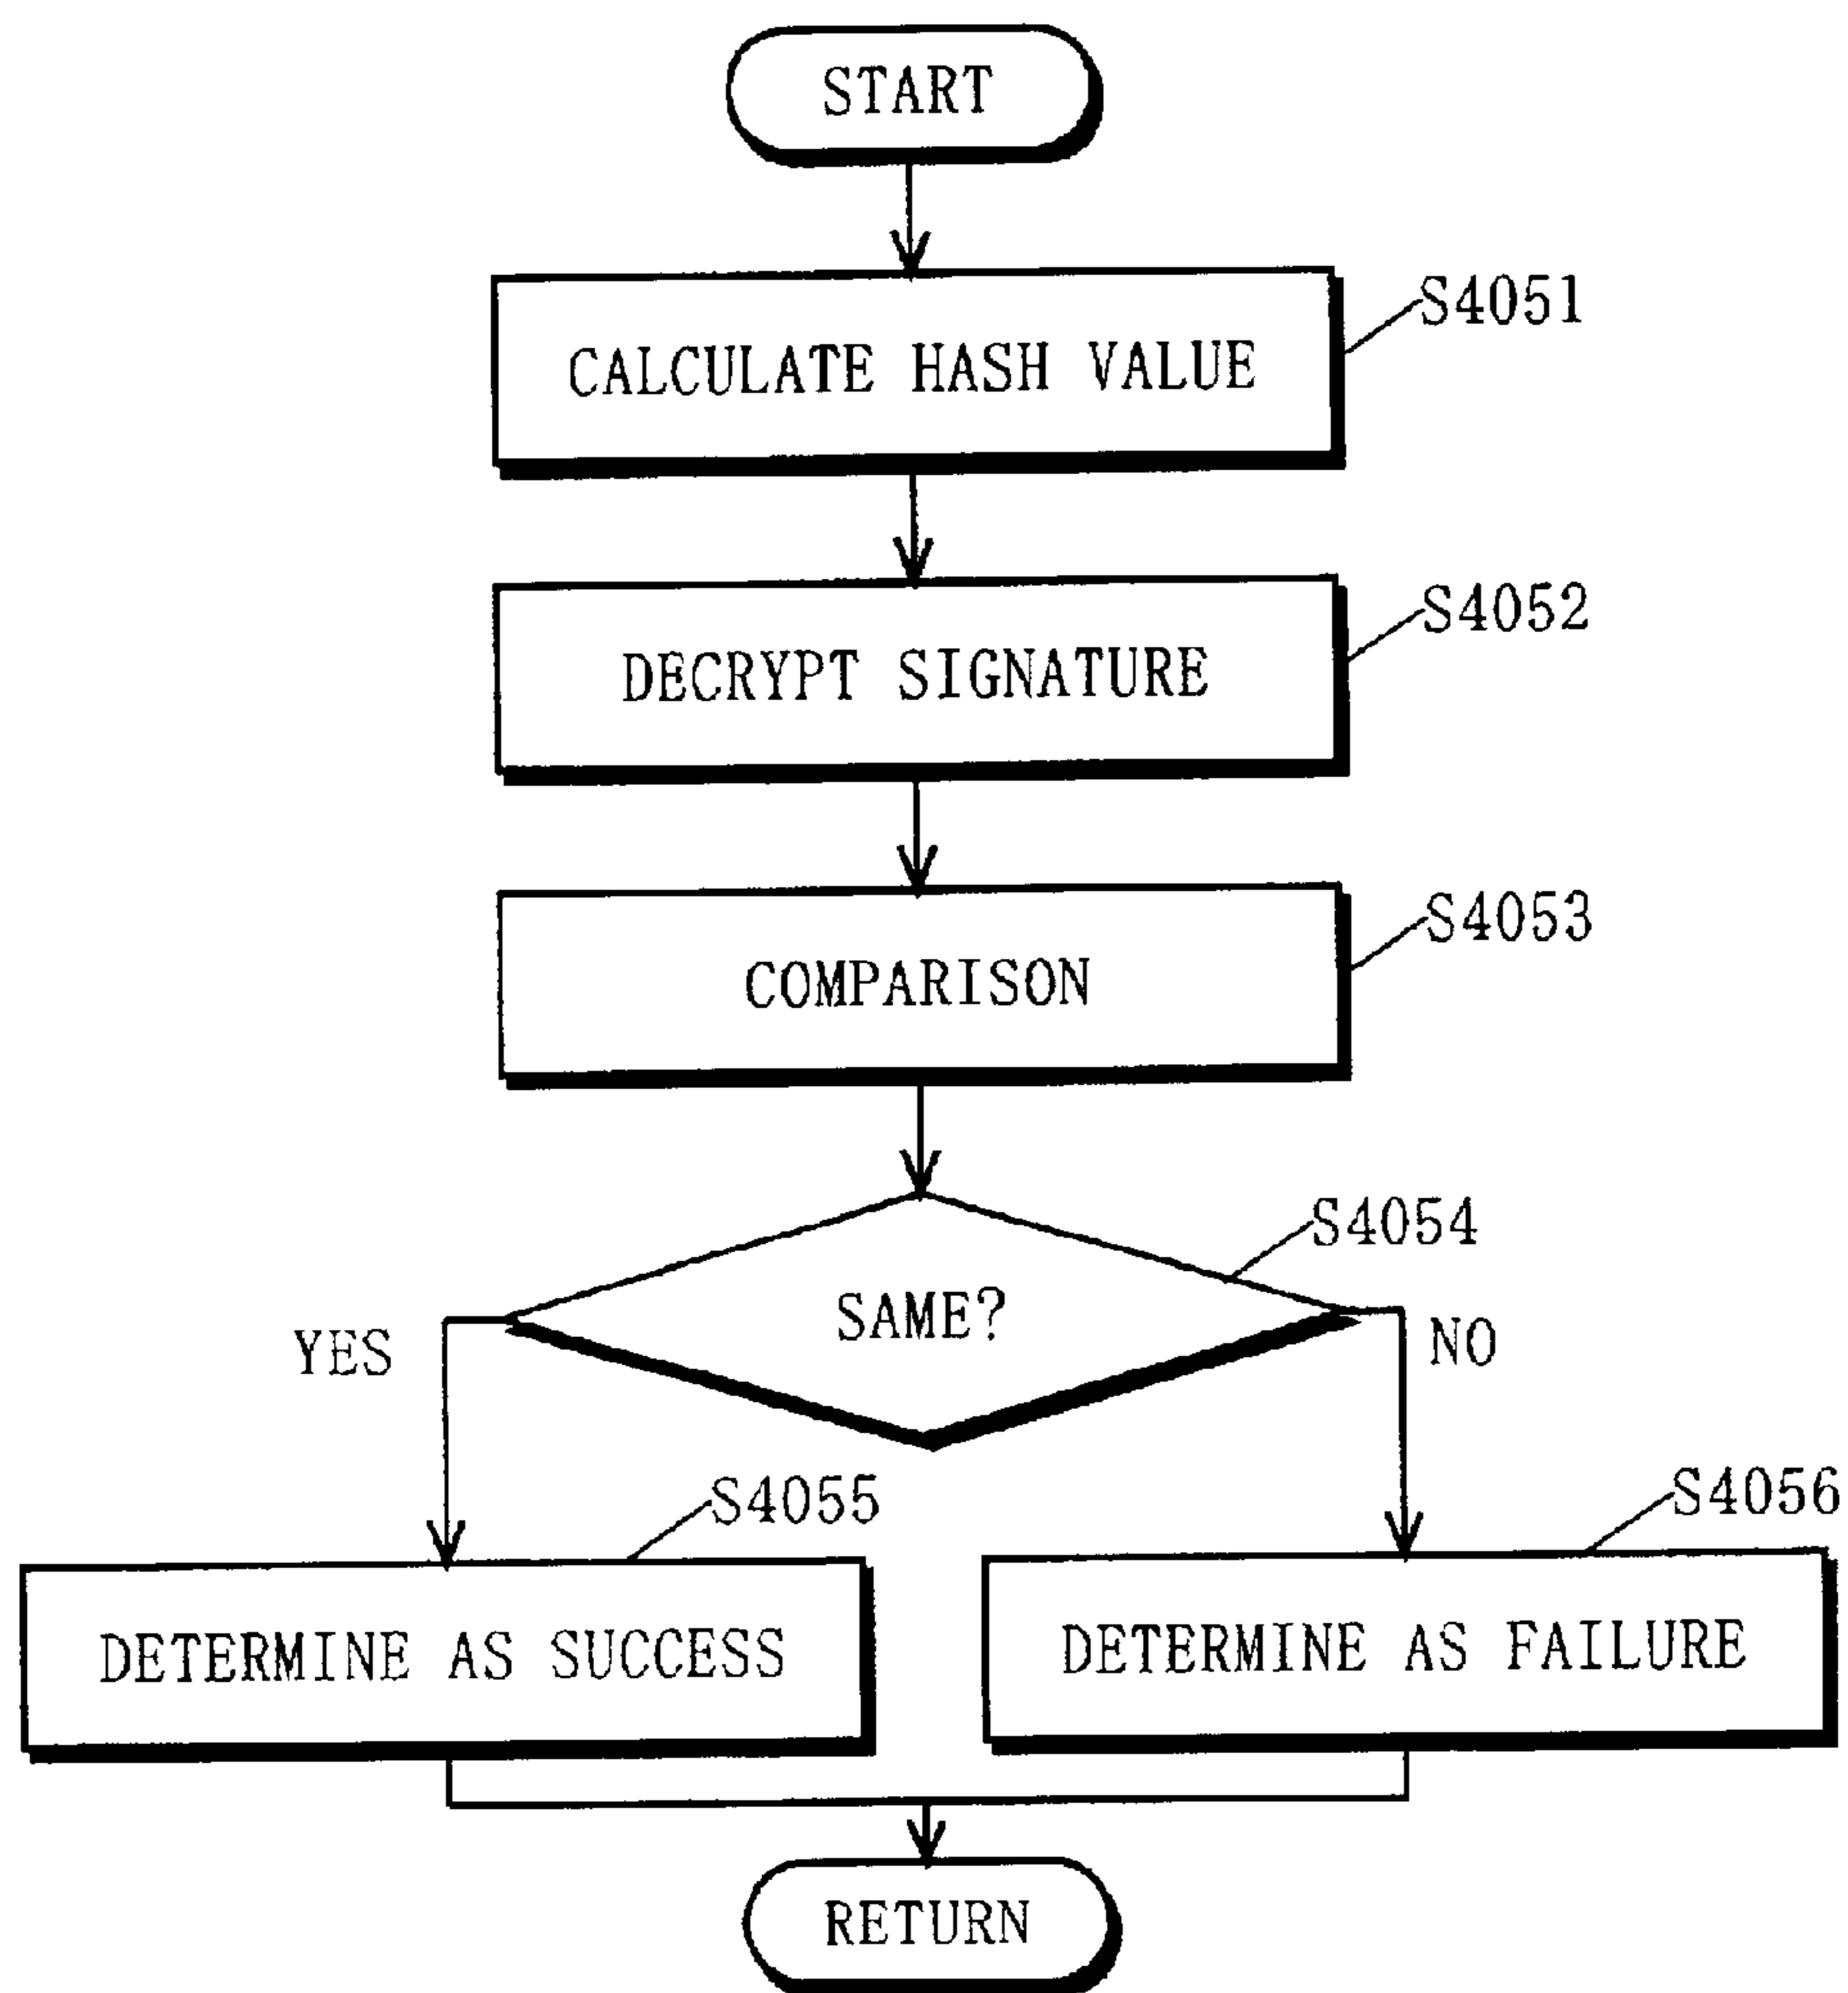 START
S4051
CALCULATE HASH VALUE
S4052
DECRYPT SIGNATURE
S4053
COMPARISON
S4054
SAME?
YES
NO
S4055
S4056
DETERMINE AS SUCCESS
DETERMINE AS FAILURE
RETURN